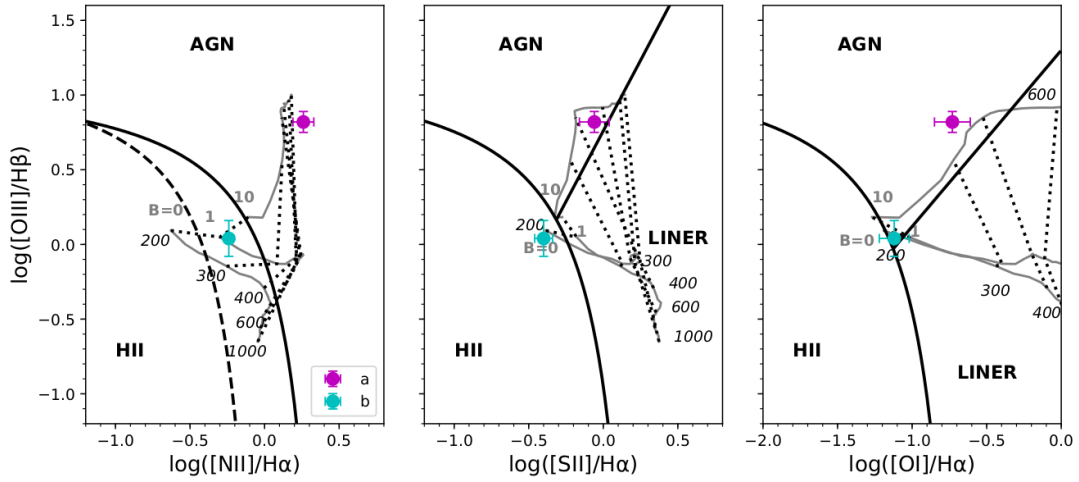 AGN
HII
B=0
1
10
200
300
400
600
1000
a
b
1.5
1.0
0.5
0.0
−0.5
−1.0
−1.0
−0.5
0.0
0.5
log([OIII]/Hβ)
log([NII]/Hα)
AGN
HII
LINER
10
1
B=0
200
300
400
600
1000
−1.0
−0.5
0.0
0.5
log([SII]/Hα)
AGN
HII
LINER
10
B=0
1
200
300
400
600
−2.0
−1.5
−1.0
−0.5
0.0
log([OI]/Hα)